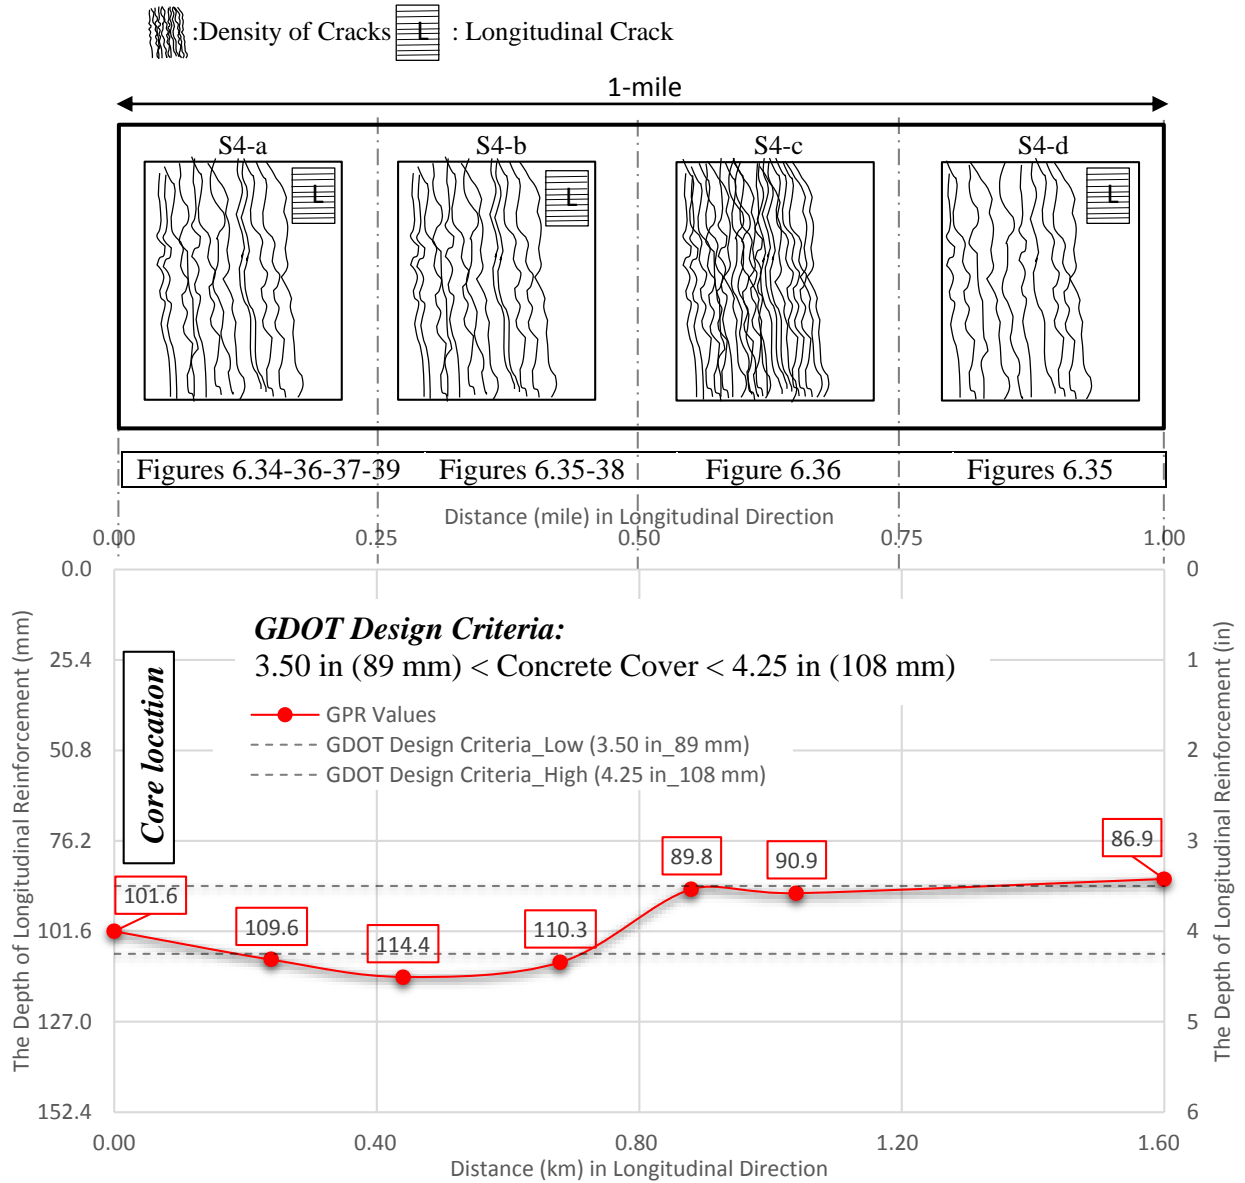 :Density of Cracks L : Longitudinal Crack
1-mile
S4-a S4-b S4-c S4-d
L L L
Figures 6.34-36-37-39 Figures 6.35-38 Figure 6.36 Figures 6.35
Distance (mile) in Longitudinal Direction
0.00 0.25 0.50 0.75 1.00
The Depth of Longitudinal Reinforcement (mm)
0.0
25.4
50.8
76.2
101.6
127.0
152.4
GDOT Design Criteria:
3.50 in (89 mm) < Concrete Cover < 4.25 in (108 mm)
GPR Values
GDOT Design Criteria_Low (3.50 in_89 mm)
GDOT Design Criteria_High (4.25 in_108 mm)
Core location
101.6 109.6 114.4 110.3 89.8 90.9 86.9
0
1
2
3
4
5
6
The Depth of Longitudinal Reinforcement (in)
0.00 0.40 0.80 1.20 1.60
Distance (km) in Longitudinal Direction